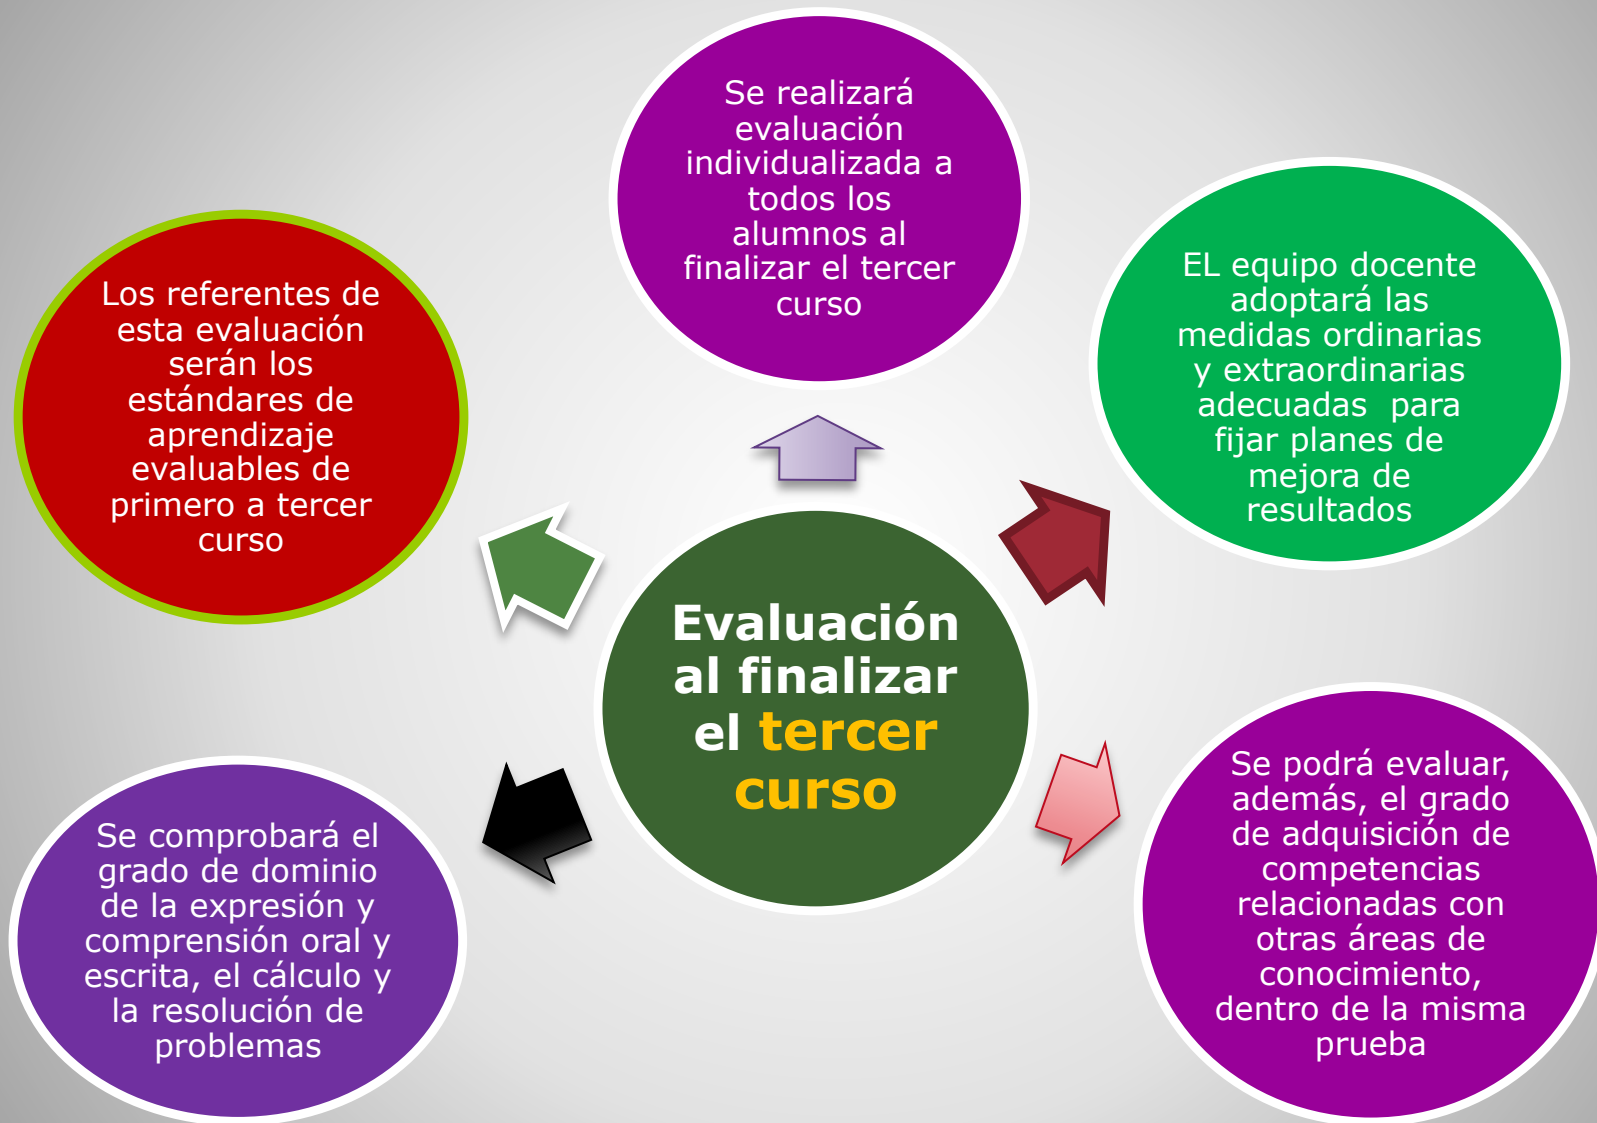 Se realizará
evaluación
individualizada a
todos los
alumnos al
finalizar el tercer
curso
EL equipo docente
adoptará las
medidas ordinarias
y extraordinarias
adecuadas  para
fijar planes de
mejora de
resultados
Los referentes de
esta evaluación
serán los
estándares de
aprendizaje
evaluables de
primero a tercer
curso
Evaluación
al finalizar
el tercer
curso
Se podrá evaluar,
además, el grado
de adquisición de
competencias
relacionadas con
otras áreas de
conocimiento,
dentro de la misma
prueba
Se comprobará el
grado de dominio
de la expresión y
comprensión oral y
escrita, el cálculo y
la resolución de
problemas